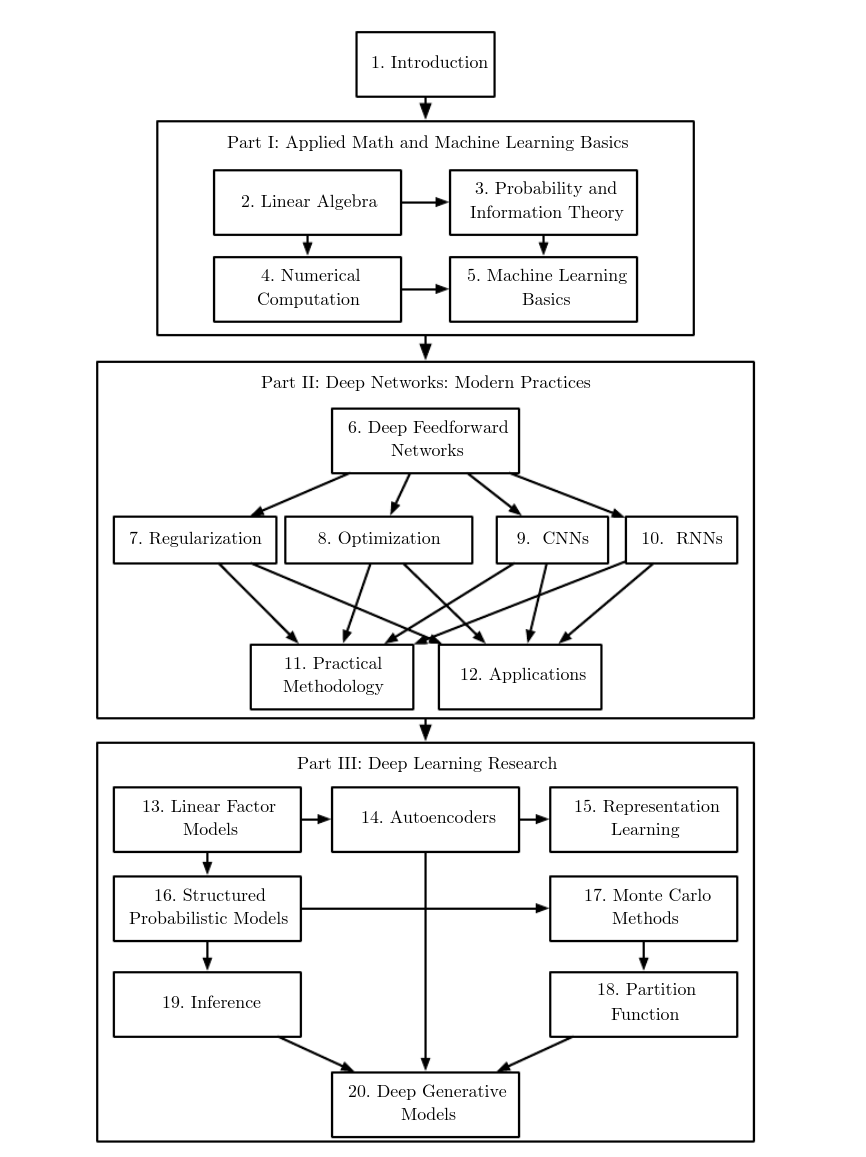 1. Introduction
Part I: Applied Math and Machine Learning Basics
2. Linear Algebra
3. Probability and
Information Theory
4. Numerical
Computation
5. Machine Learning
Basics
Part II: Deep Networks: Modern Practices
6. Deep Feedforward
Networks
7. Regularization
8. Optimization
9. CNNs
10. RNNs
11. Practical
Methodology
12. Applications
Part III: Deep Learning Research
13. Linear Factor
Models
14. Autoencoders
15. Representation
Learning
16. Structured
Probabilistic Models
17. Monte Carlo
Methods
19. Inference
18. Partition
Function
20. Deep Generative
Models